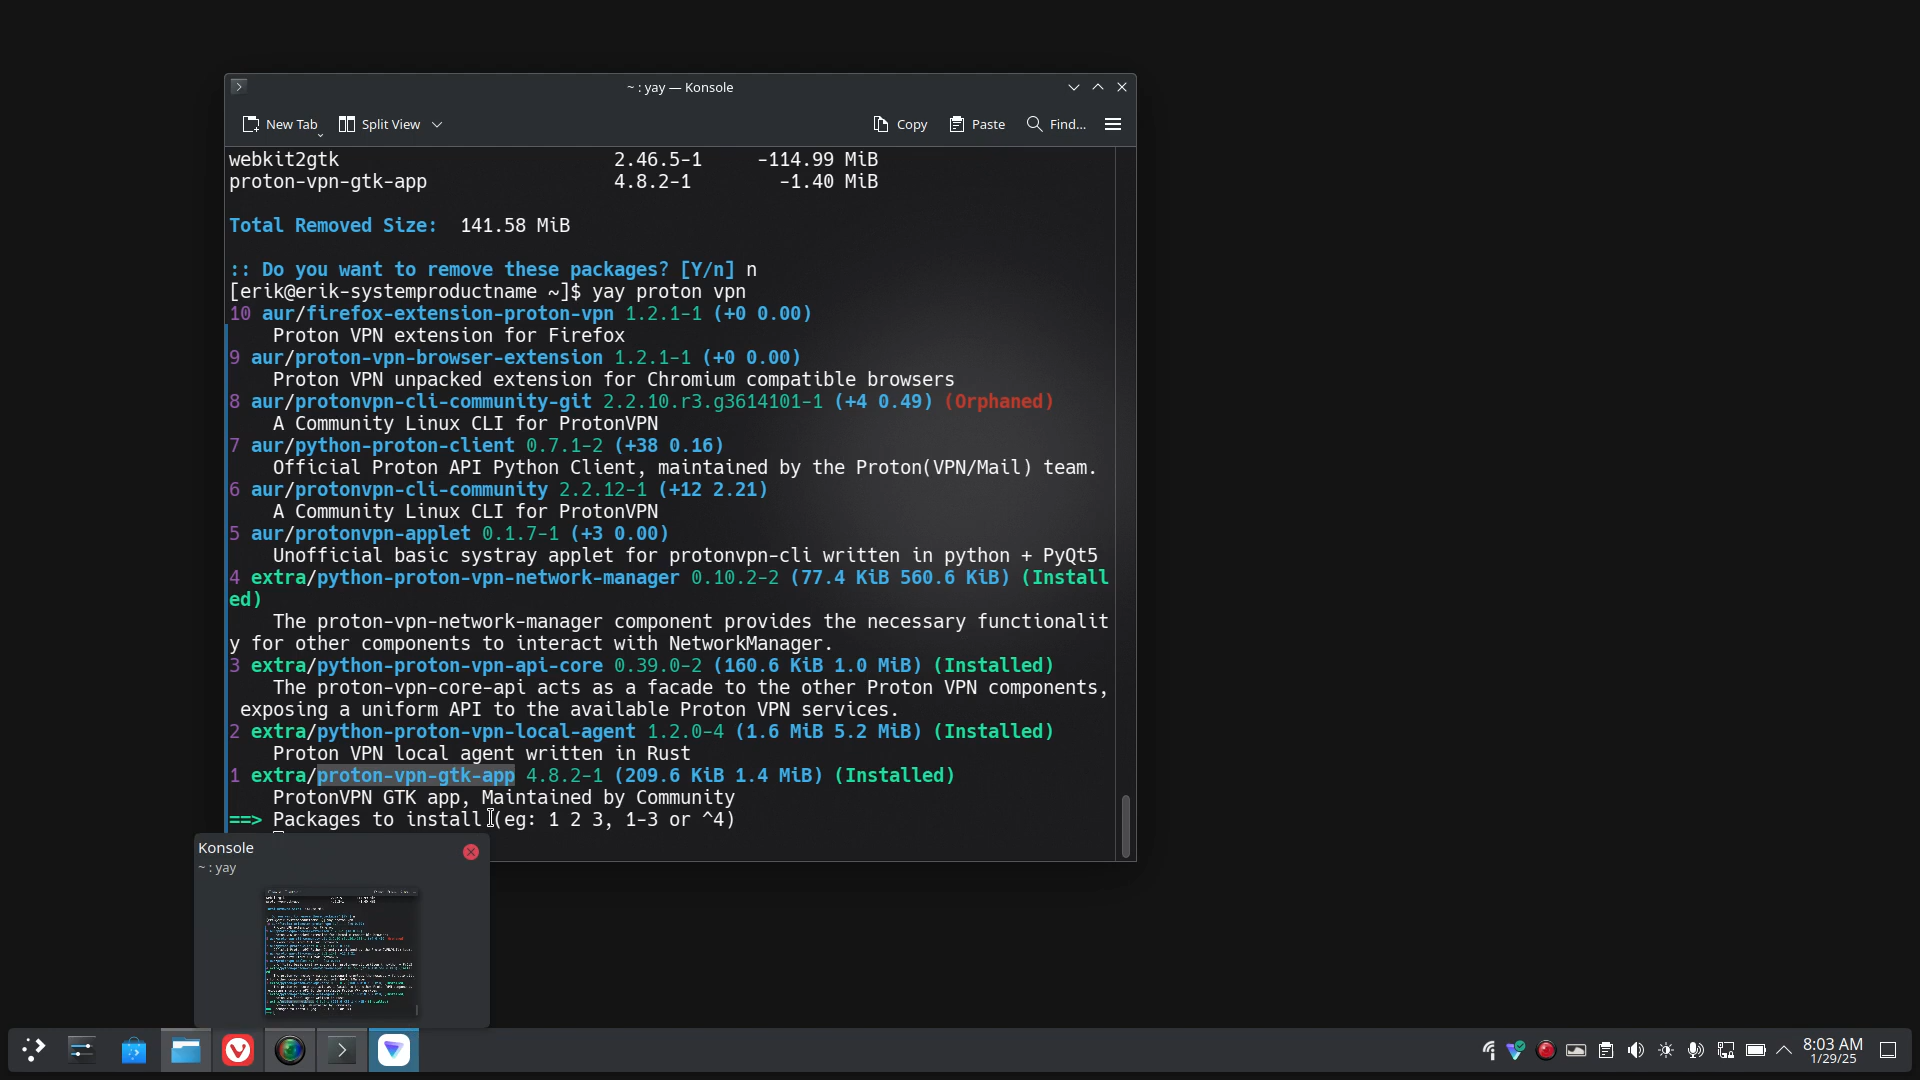 ~ : yay — Konsole
New Tab
Split View
Copy
Paste
Find...
webkit2gtk 2.46.5-1 -114.99 MiB
proton-vpn-gtk-app 4.8.2-1 -1.40 MiB
Total Removed Size: 141.58 MiB
:: Do you want to remove these packages? [Y/n] n
[erik@erik-systemproductname ~]$ yay proton vpn
10 aur/firefox-extension-proton-vpn 1.2.1-1 (+0 0.00)
Proton VPN extension for Firefox
9 aur/proton-vpn-browser-extension 1.2.1-1 (+0 0.00)
Proton VPN unpacked extension for Chromium compatible browsers
8 aur/protonvpn-cli-community-git 2.2.10.r3.g3614101-1 (+4 0.49) (Orphaned)
A Community Linux CLI for ProtonVPN
7 aur/python-proton-client 0.7.1-2 (+38 0.16)
Official Proton API Python Client, maintained by the Proton(VPN/Mail) team.
6 aur/protonvpn-cli-community 2.2.12-1 (+12 2.21)
A Community Linux CLI for ProtonVPN
5 aur/protonvpn-applet 0.1.7-1 (+3 0.00)
Unofficial basic systray applet for protonvpn-cli written in python + PyQt5
4 extra/python-proton-vpn-network-manager 0.10.2-2 (77.4 KiB 560.6 KiB) (Install
ed)
The proton-vpn-network-manager component provides the necessary functionalit
y for other components to interact with NetworkManager.
3 extra/python-proton-vpn-api-core 0.39.0-2 (160.6 KiB 1.0 MiB) (Installed)
The proton-vpn-core-api acts as a facade to the other Proton VPN components,
exposing a uniform API to the available Proton VPN services.
2 extra/python-proton-vpn-local-agent 1.2.0-4 (1.6 MiB 5.2 MiB) (Installed)
Proton VPN local agent written in Rust
1 extra/proton-vpn-gtk-app 4.8.2-1 (209.6 KiB 1.4 MiB) (Installed)
ProtonVPN GTK app, Maintained by Community
==> Packages to install (eg: 1 2 3, 1-3 or ^4)
Konsole
~ : yay
8:03 AM
1/29/25